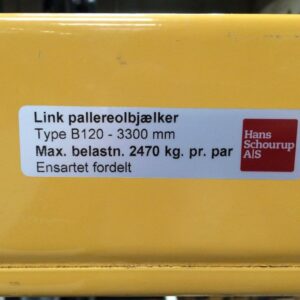 Link pallereolbjælker
Type B120 - 3300 mm
Max. belastn. 2470 kg. pr. par
Ensartet fordelt
Hans
Schourup
A|S